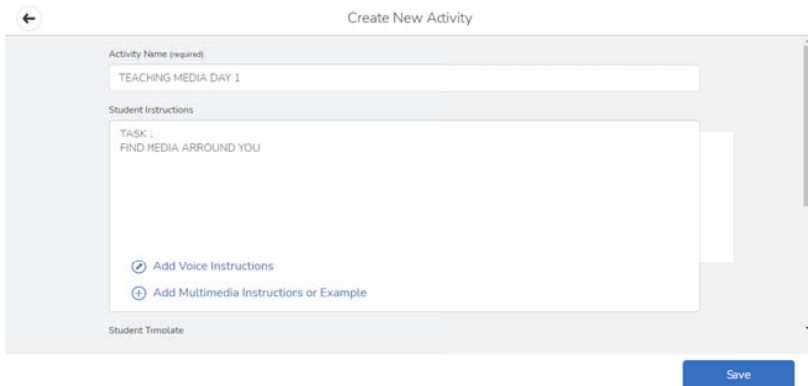 Create New Activity
Activity Name (required)
TEACHING MEDIA DAY 1
Student Instructions
TASK ;
FIND MEDIA ARROUND YOU
Add Voice Instructions
Add Multimedia Instructions or Example
Student Template
Save